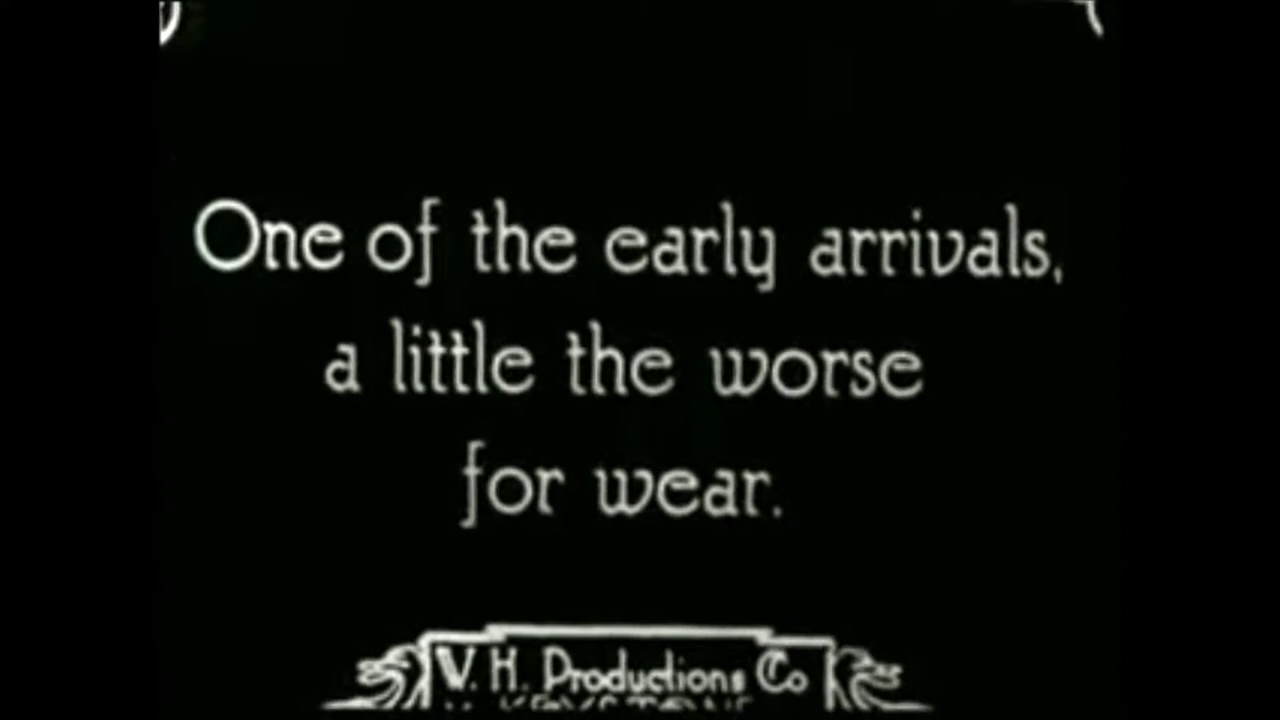 One of the early arrivals,
a little the worse
for wear.
W. H. Productions Co